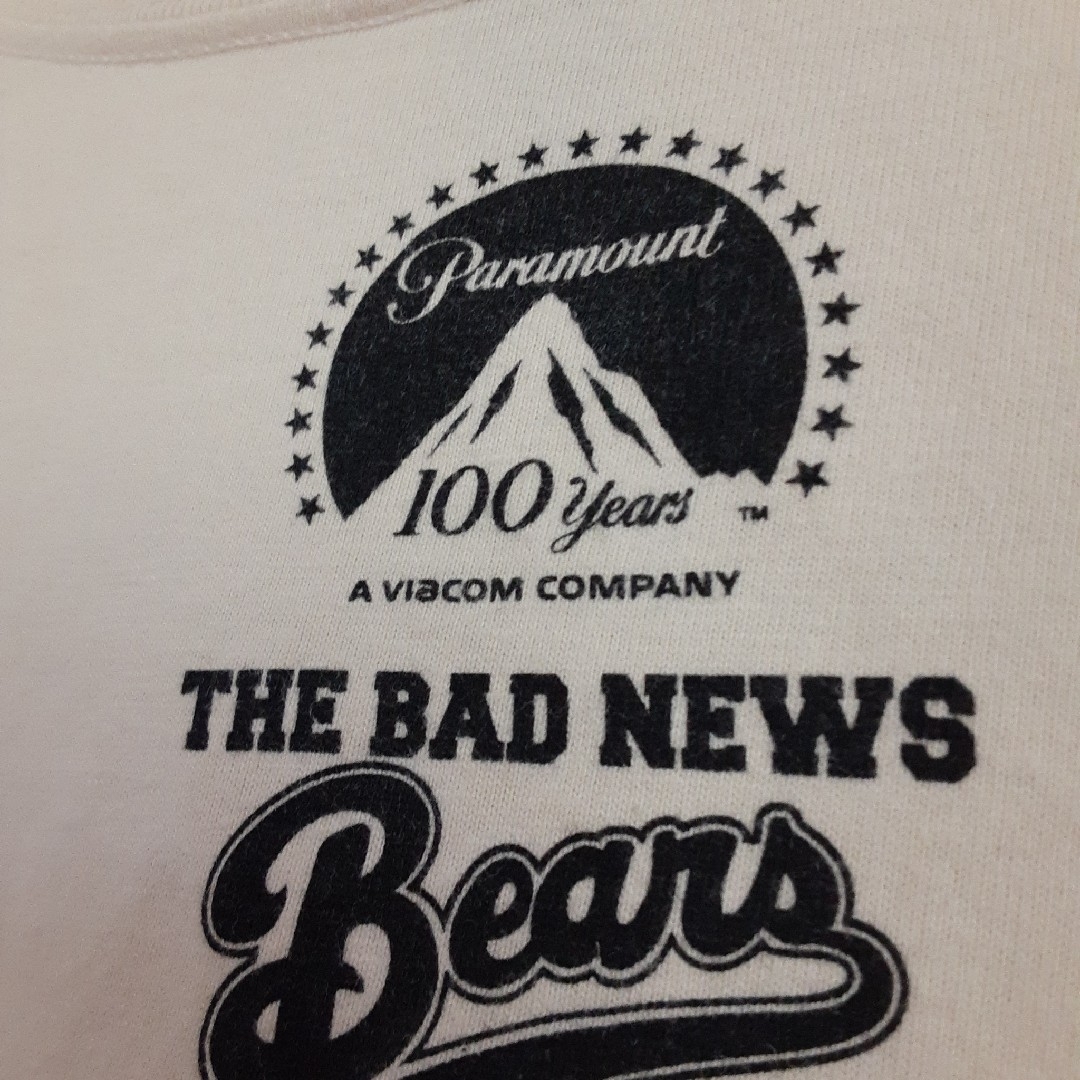 Paramount
100 Years ™
A VIACOM COMPANY
THE BAD NEWS
Bears